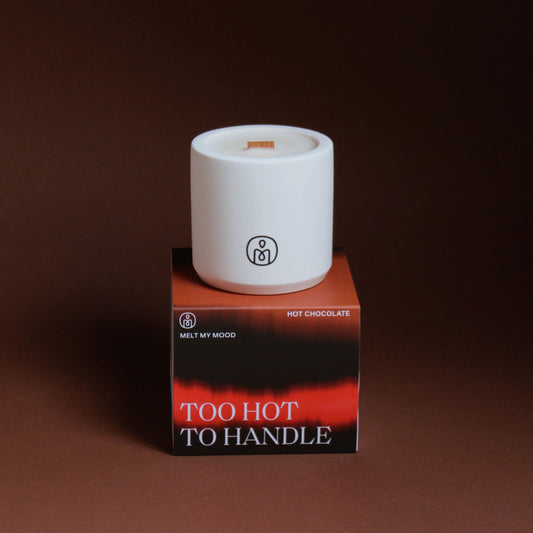 HOT CHOCOLATE
MELT MY MOOD
TOO HOT
TO HANDLE